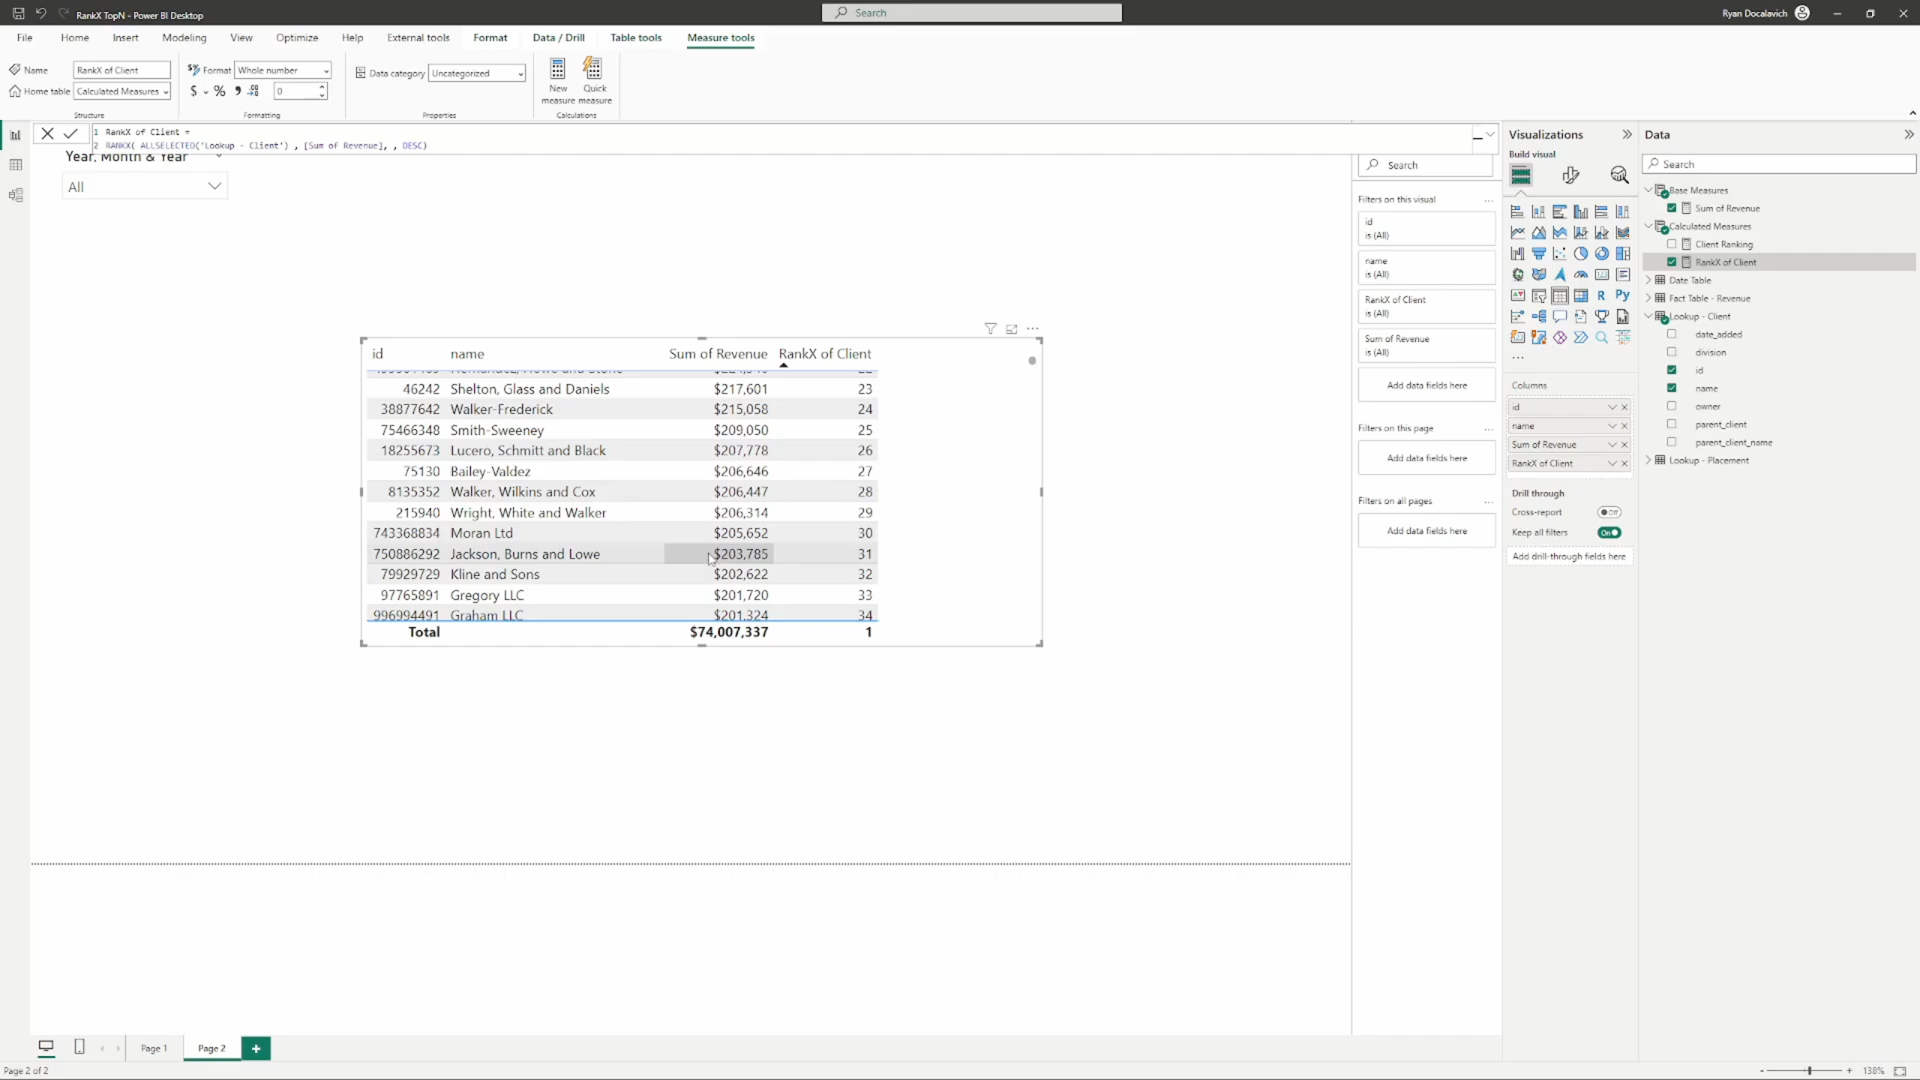 RankX TopN - Power BI Desktop
Search
Ryan Docalavich
File Home Insert Modeling View Optimize Help External tools Format Data / Drill Table tools Measure tools
Name RankX of Client
Home table Calculated Measures
Structure
Format Whole number
$ % 0
Formatting
Data category Uncategorized
Properties
New measure
Quick measure
Calculations
1 RankX of Client =
2 RANKX( ALLSELECTED('Lookup - Client') , [Sum of Revenue], , DESC)
Year, Month & Year
All
id name Sum of Revenue RankX of Client
46242 Shelton, Glass and Daniels $217,601 23
38877642 Walker-Frederick $215,058 24
75466348 Smith-Sweeney $209,050 25
18255673 Lucero, Schmitt and Black $207,778 26
75130 Bailey-Valdez $206,646 27
8135352 Walker, Wilkins and Cox $206,447 28
215940 Wright, White and Walker $206,314 29
743368834 Moran Ltd $205,652 30
750886292 Jackson, Burns and Lowe $203,785 31
79929729 Kline and Sons $202,622 32
97765891 Gregory LLC $201,720 33
996994491 Graham LLC $201,324 34
Total $74,007,337 1
Search
Filters on this visual
id
is (All)
name
is (All)
RankX of Client
is (All)
Sum of Revenue
is (All)
Add data fields here
Filters on this page
Add data fields here
Filters on all pages
Add data fields here
Visualizations
Build visual
R Py
Columns
id
name
Sum of Revenue
RankX of Client
Drill through
Cross-report Off
Keep all filters On
Add drill-through fields here
Data
Search
Base Measures
Sum of Revenue
Calculated Measures
Client Ranking
RankX of Client
Date Table
Fact Table - Revenue
Lookup - Client
date_added
division
id
name
owner
parent_client
parent_client_name
Lookup - Placement
Page 1 Page 2 +
Page 2 of 2
- + 138%